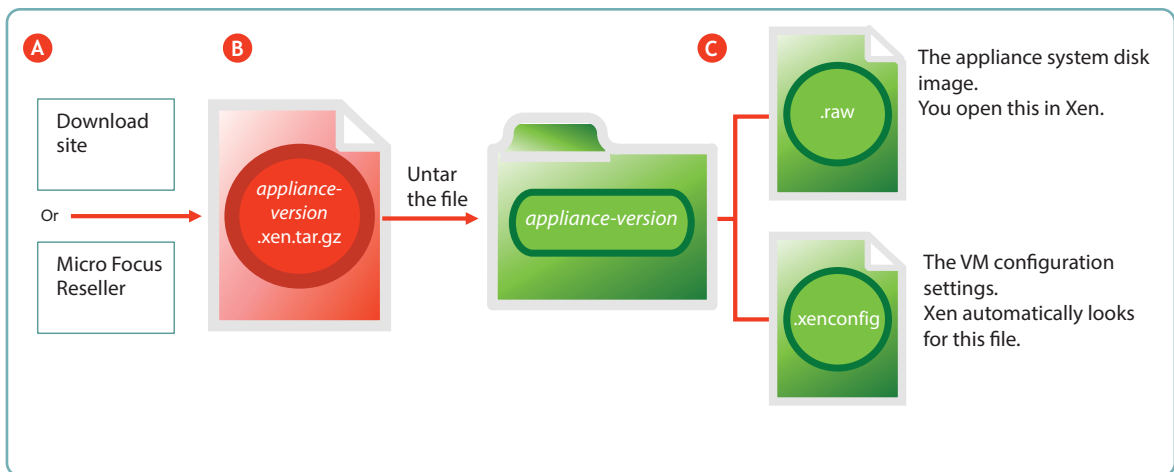 A
B
C
Download
site
Or
Micro Focus
Reseller
appliance-
version
.xen.tar.gz
Untar
the file
appliance-version
.raw
The appliance system disk
image.
You open this in Xen.
.xenconfig
The VM configuration
settings.
Xen automatically looks
for this file.